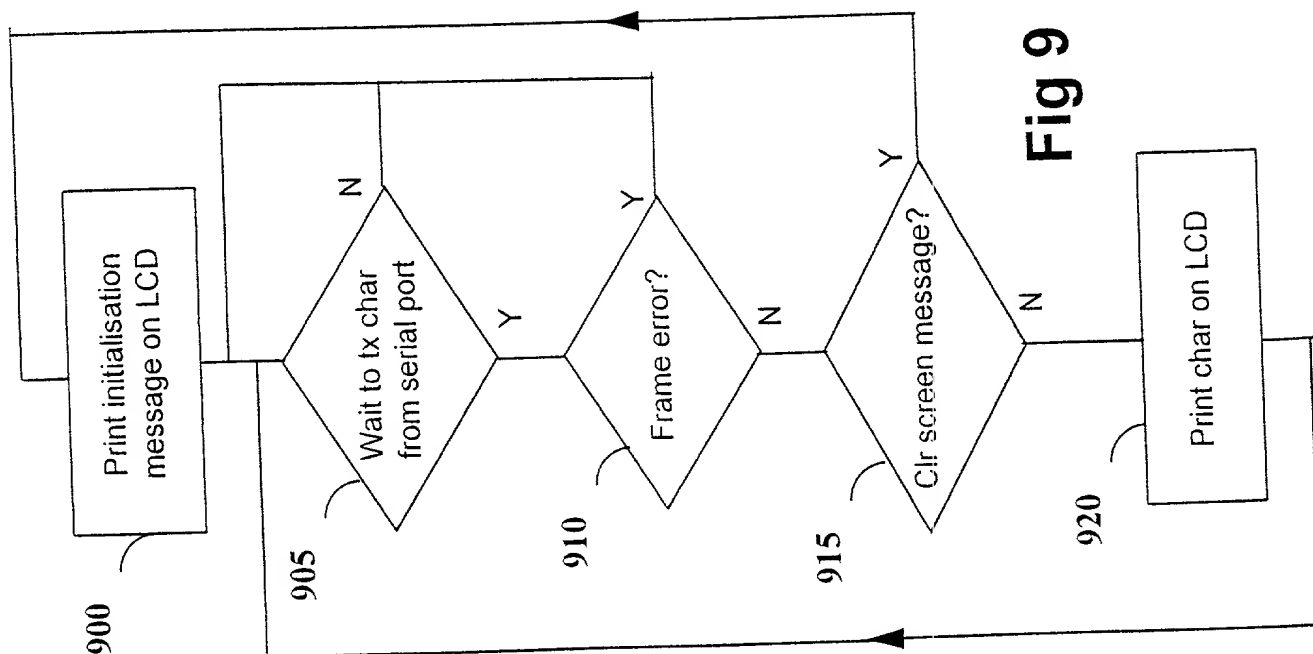 900
Print initialisation
message on LCD
905
Wait to tx char
from serial port
N
Y
910
Frame error?
Y
N
915
Clr screen message?
Y
N
920
Print char on LCD
Fig 9